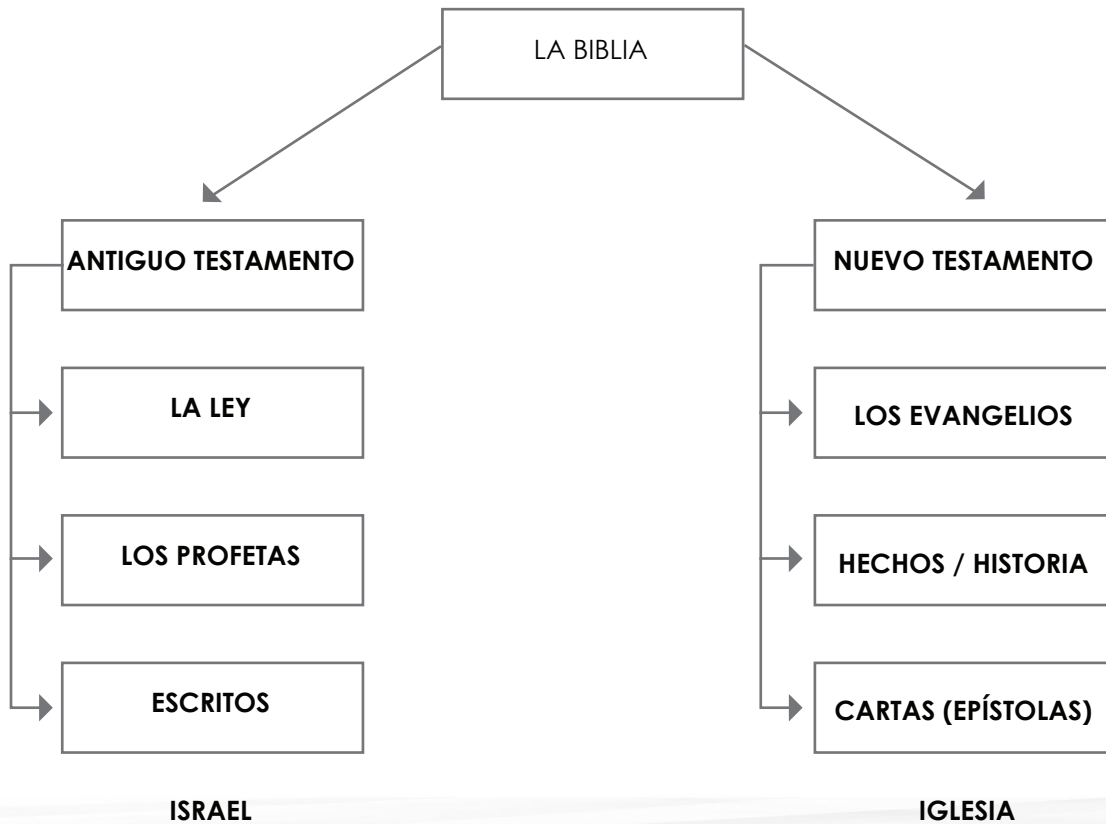 LA BIBLIA
ANTIGUO TESTAMENTO
LA LEY
LOS PROFETAS
ESCRITOS
ISRAEL
NUEVO TESTAMENTO
LOS EVANGELIOS
HECHOS / HISTORIA
CARTAS (EPÍSTOLAS)
IGLESIA